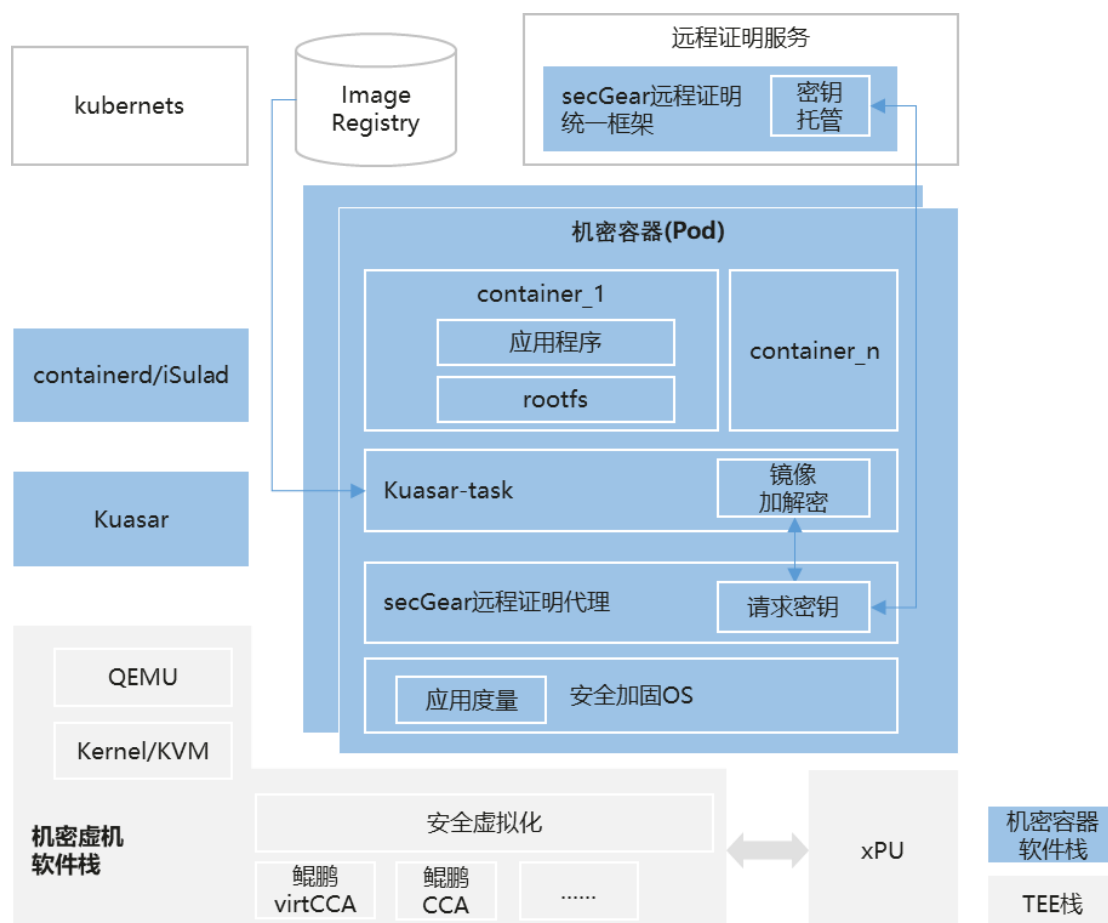 kubernets
Image
Registry
远程证明服务
secGear远程证明
统一框架
密钥
托管
机密容器(Pod)
container_1
应用程序
rootfs
container_n
containerd/iSulad
Kuasar-task
镜像
加解密
Kuasar
secGear远程证明代理
请求密钥
应用度量
安全加固OS
QEMU
Kernel/KVM
机密虚机
软件栈
安全虚拟化
鲲鹏
virtCCA
鲲鹏
CCA
......
xPU
机密容器
软件栈
TEE栈